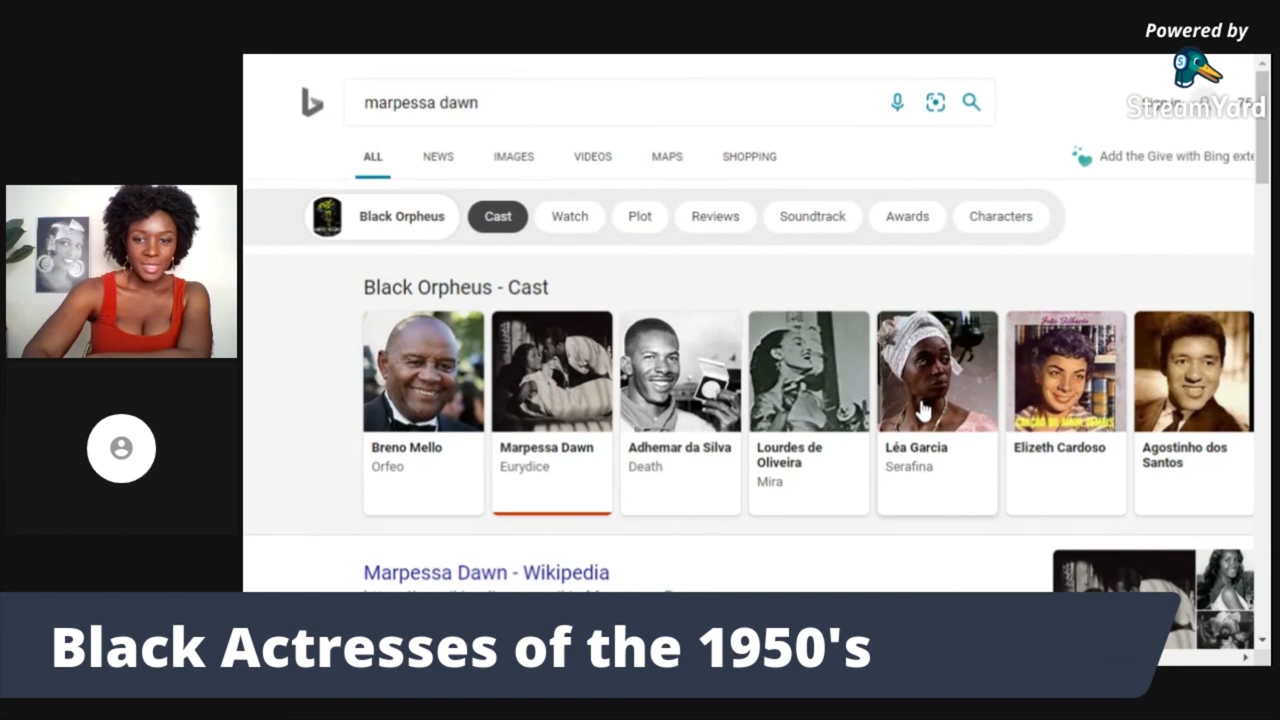 Powered by
StreamYard
marpessa dawn
ALL NEWS IMAGES VIDEOS MAPS SHOPPING
Add the Give with Bing exte
Black Orpheus Cast Watch Plot Reviews Soundtrack Awards Characters
Black Orpheus - Cast
Breno Mello
Orfeo
Marpessa Dawn
Eurydice
Adhemar da Silva
Death
Lourdes de
Oliveira
Mira
Léa Garcia
Serafina
Elizeth Cardoso
Agostinho dos
Santos
Marpessa Dawn - Wikipedia
Black Actresses of the 1950's